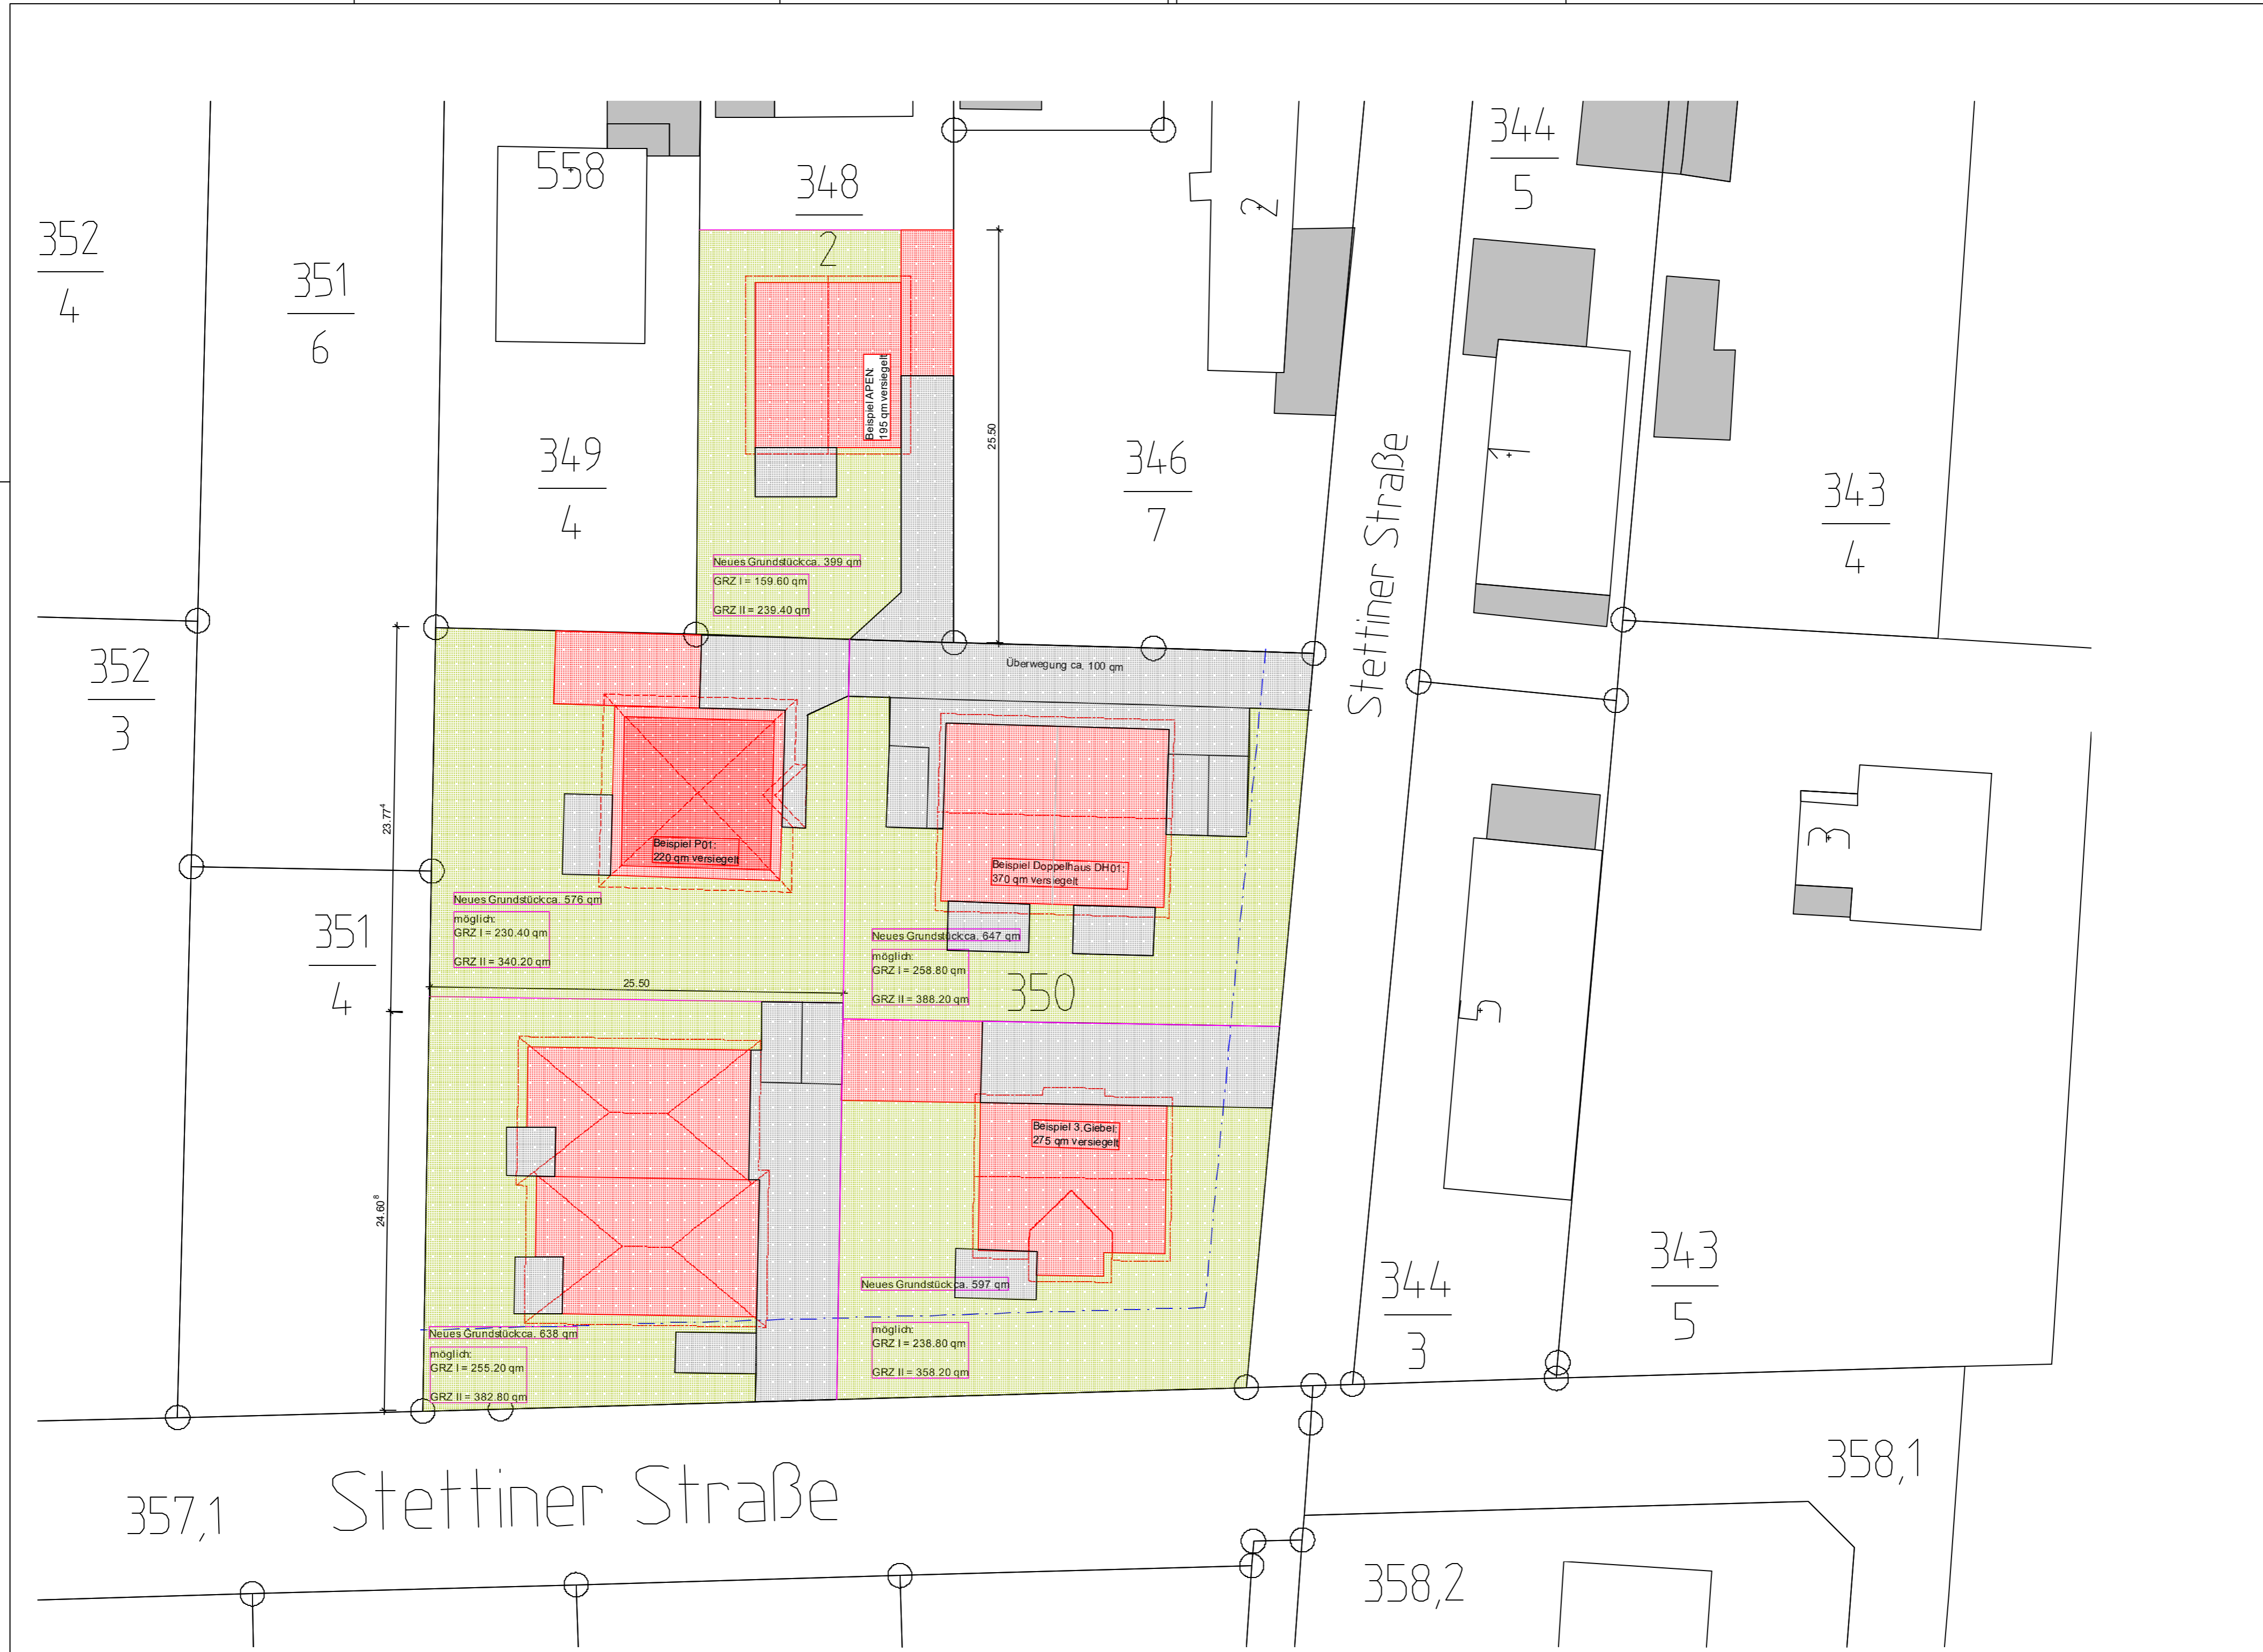 344
5
558
348
2
2
352
4
351
6
Beispiel APEN:
195 qm versiegelt
25.50
Stettiner Straße
1
349
4
346
7
343
4
Neues Grundstück:ca. 399 qm
GRZ I = 159.60 qm
GRZ II = 239.40 qm
352
3
Überwegung ca. 100 qm
23.77⁴
Beispiel P01:
220 qm versiegelt
Beispiel Doppelhaus DH01:
370 qm versiegelt
3
Neues Grundstück:ca. 576 qm
möglich:
GRZ I = 230.40 qm
GRZ II = 340.20 qm
Neues Grundstück:ca. 647 qm
möglich:
GRZ I = 258.80 qm
GRZ II = 388.20 qm
351
4
25.50
350
5
Beispiel 3.Giebel:
275 qm versiegelt
24.60⁸
Neues Grundstück:ca. 597 qm
möglich:
GRZ I = 238.80 qm
GRZ II = 358.20 qm
Neues Grundstück:ca. 638 qm
möglich:
GRZ I = 255.20 qm
GRZ II = 382.80 qm
344
3
343
5
357,1
Stettiner Straße
358,1
358,2